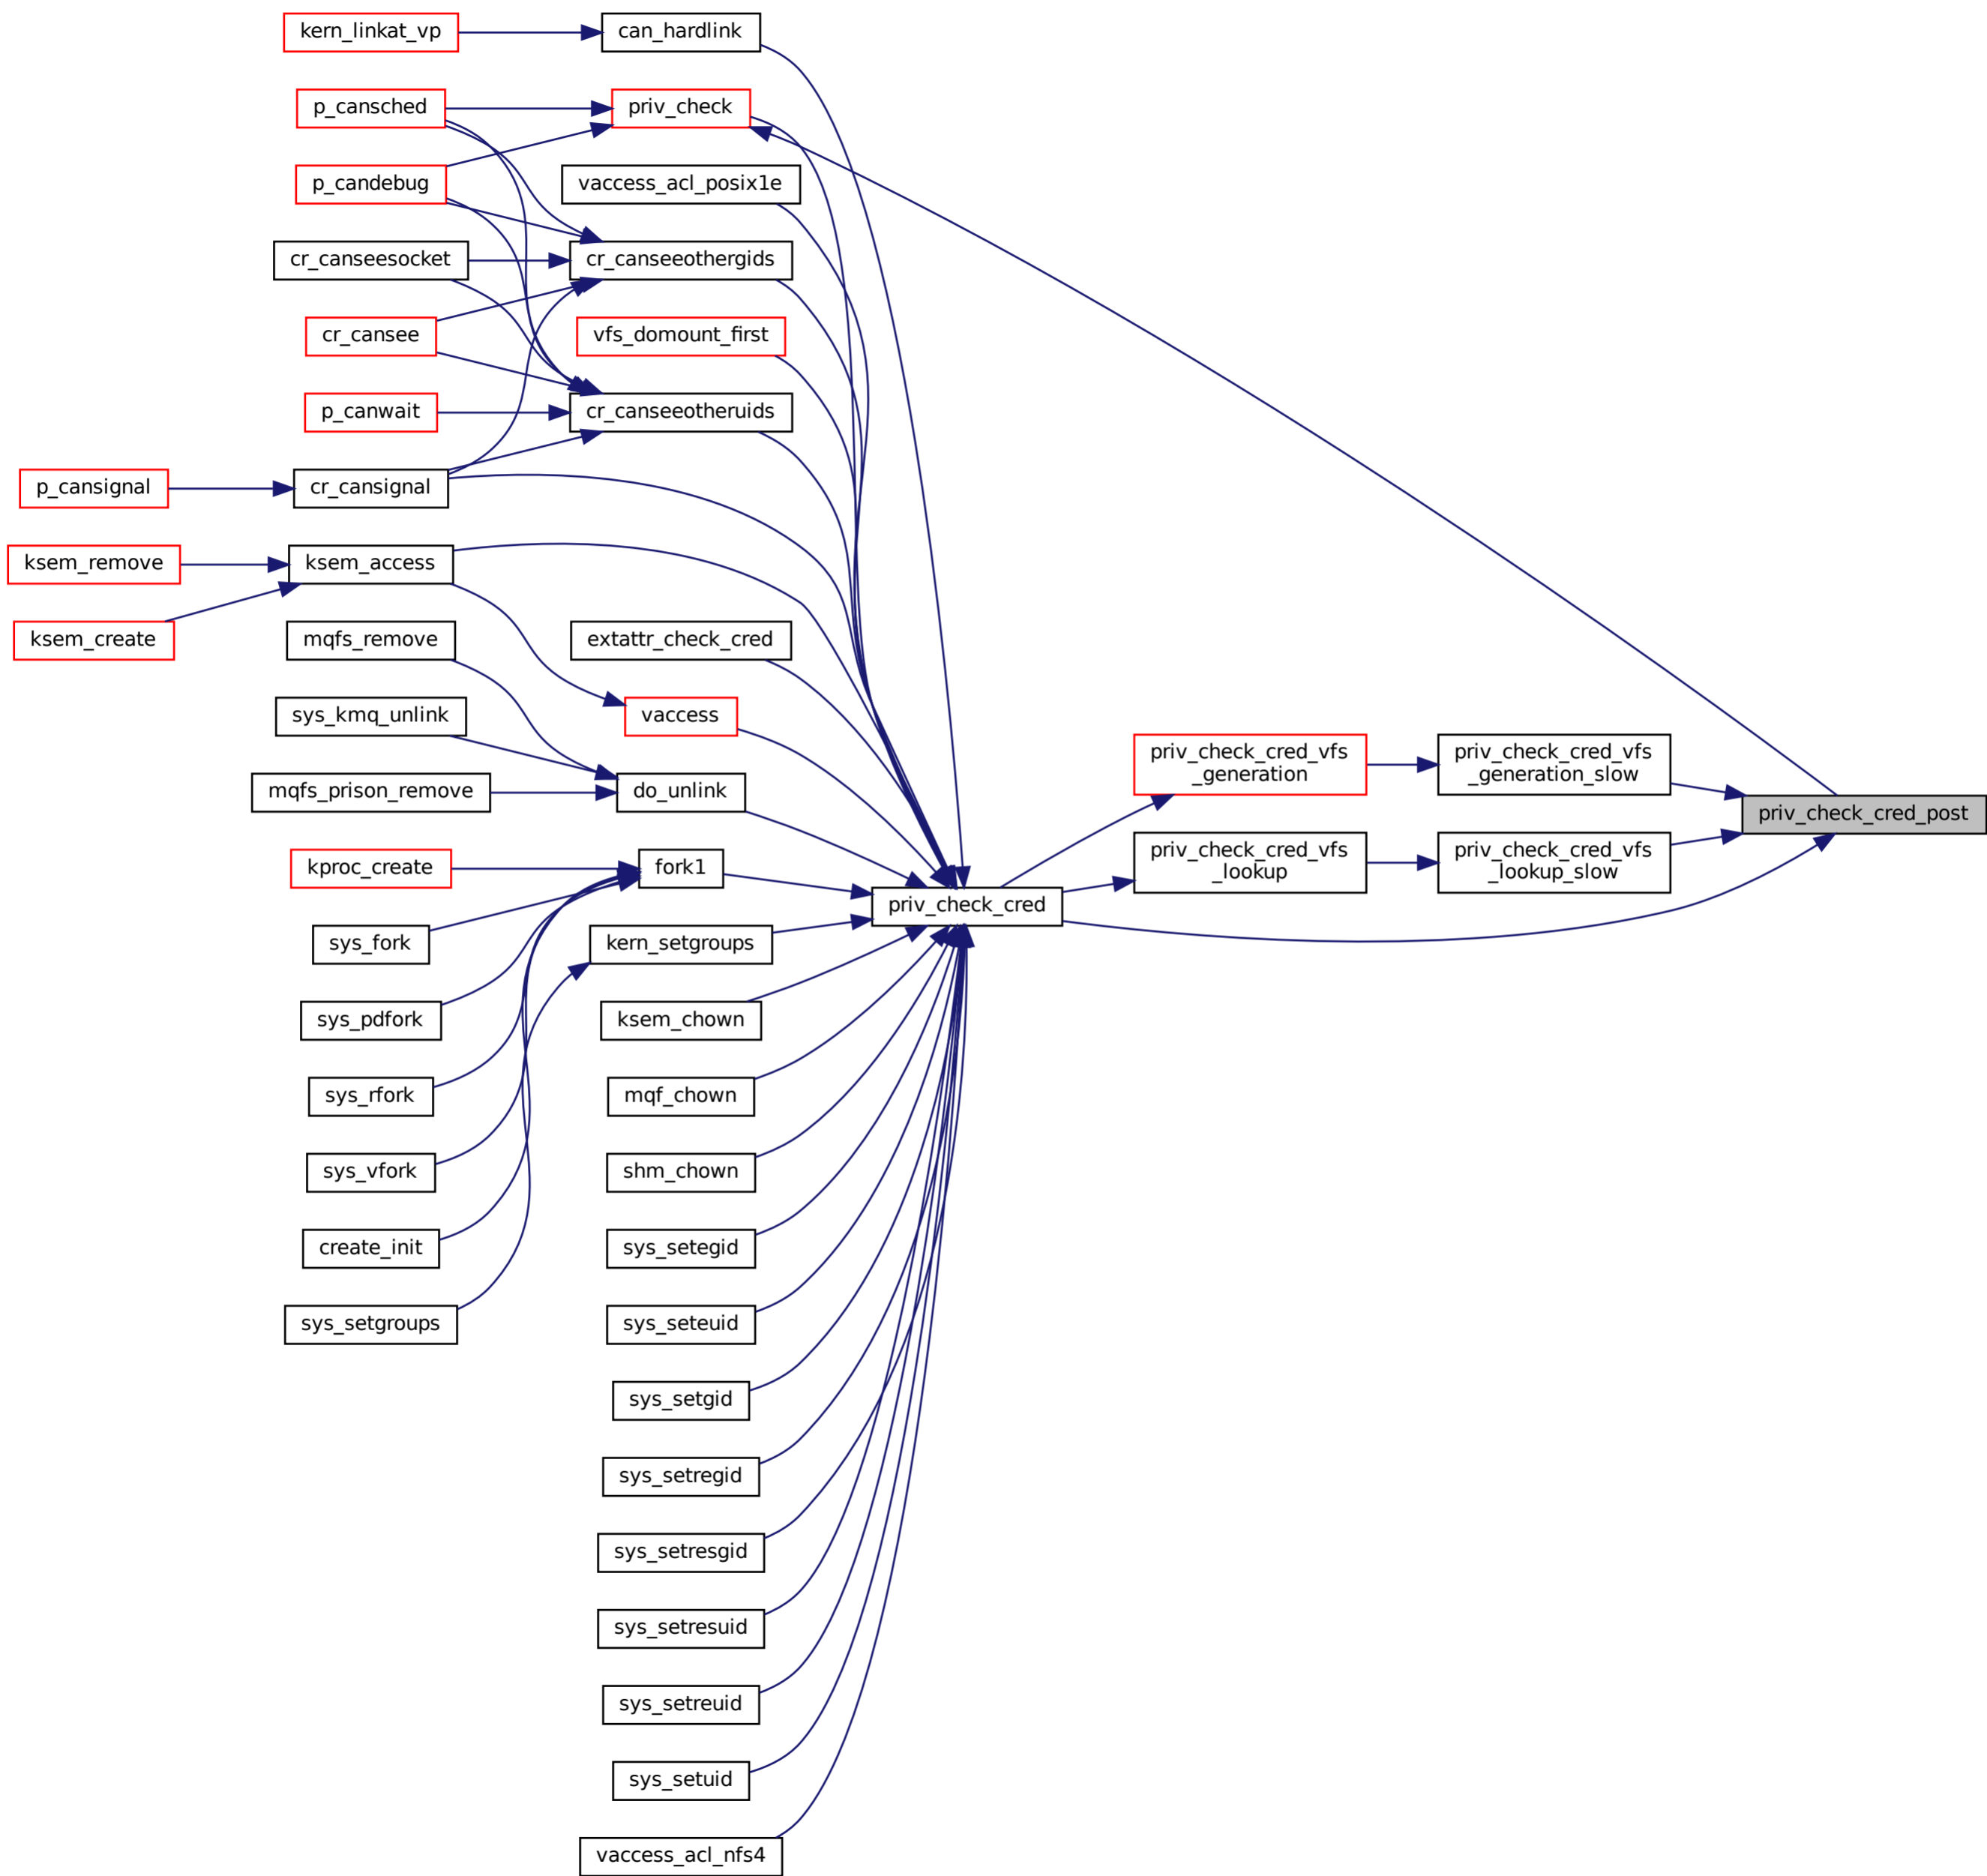 kern_linkat_vp
can_hardlink
p_cansched
priv_check
p_candebug
vaccess_acl_posix1e
cr_canseesocket
cr_canseeothergids
cr_cansee
vfs_domount_first
p_canwait
cr_canseeotheruids
p_cansignal
cr_cansignal
ksem_remove
ksem_access
ksem_create
mqfs_remove
extattr_check_cred
sys_kmq_unlink
vaccess
priv_check_cred_vfs
_generation
priv_check_cred_vfs
_generation_slow
mqfs_prison_remove
do_unlink
priv_check_cred_post
kproc_create
fork1
priv_check_cred_vfs
_lookup
priv_check_cred_vfs
_lookup_slow
priv_check_cred
sys_fork
kern_setgroups
sys_pdfork
ksem_chown
sys_rfork
mqf_chown
sys_vfork
shm_chown
create_init
sys_setegid
sys_setgroups
sys_seteuid
sys_setgid
sys_setregid
sys_setresgid
sys_setresuid
sys_setreuid
sys_setuid
vaccess_acl_nfs4